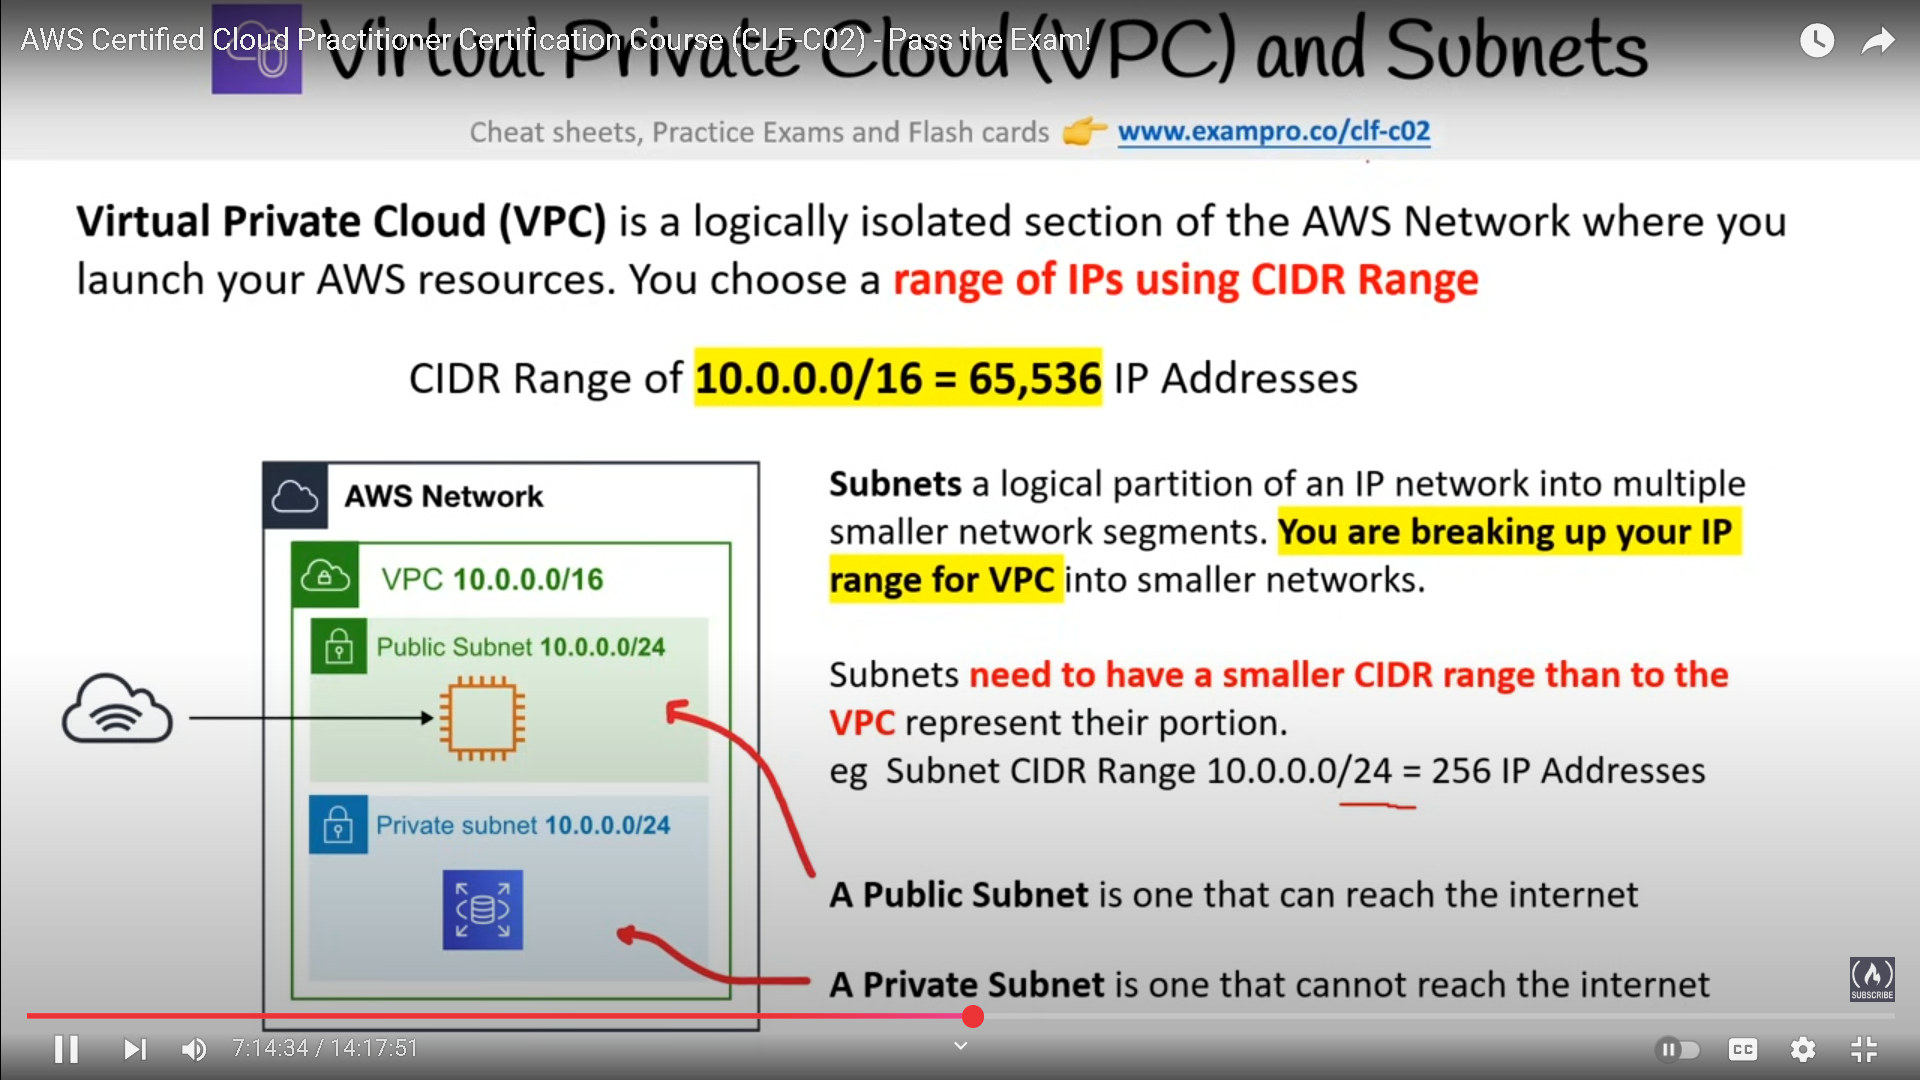 AWS Certified Cloud Practitioner Certification Course (CLF-C02) - Pass the Exam!
Virtual Private Cloud (VPC) and Subnets
Cheat sheets, Practice Exams and Flash cards 👉 www.exampro.co/clf-c02
Virtual Private Cloud (VPC) is a logically isolated section of the AWS Network where you
launch your AWS resources. You choose a range of IPs using CIDR Range
CIDR Range of 10.0.0.0/16 = 65,536 IP Addresses
AWS Network
VPC 10.0.0.0/16
Public Subnet 10.0.0.0/24
Private subnet 10.0.0.0/24
Subnets a logical partition of an IP network into multiple
smaller network segments. You are breaking up your IP
range for VPC into smaller networks.
Subnets need to have a smaller CIDR range than to the
VPC represent their portion.
eg Subnet CIDR Range 10.0.0.0/24 = 256 IP Addresses
A Public Subnet is one that can reach the internet
A Private Subnet is one that cannot reach the internet
SUBSCRIBE
7:14:34 / 14:17:51
CC